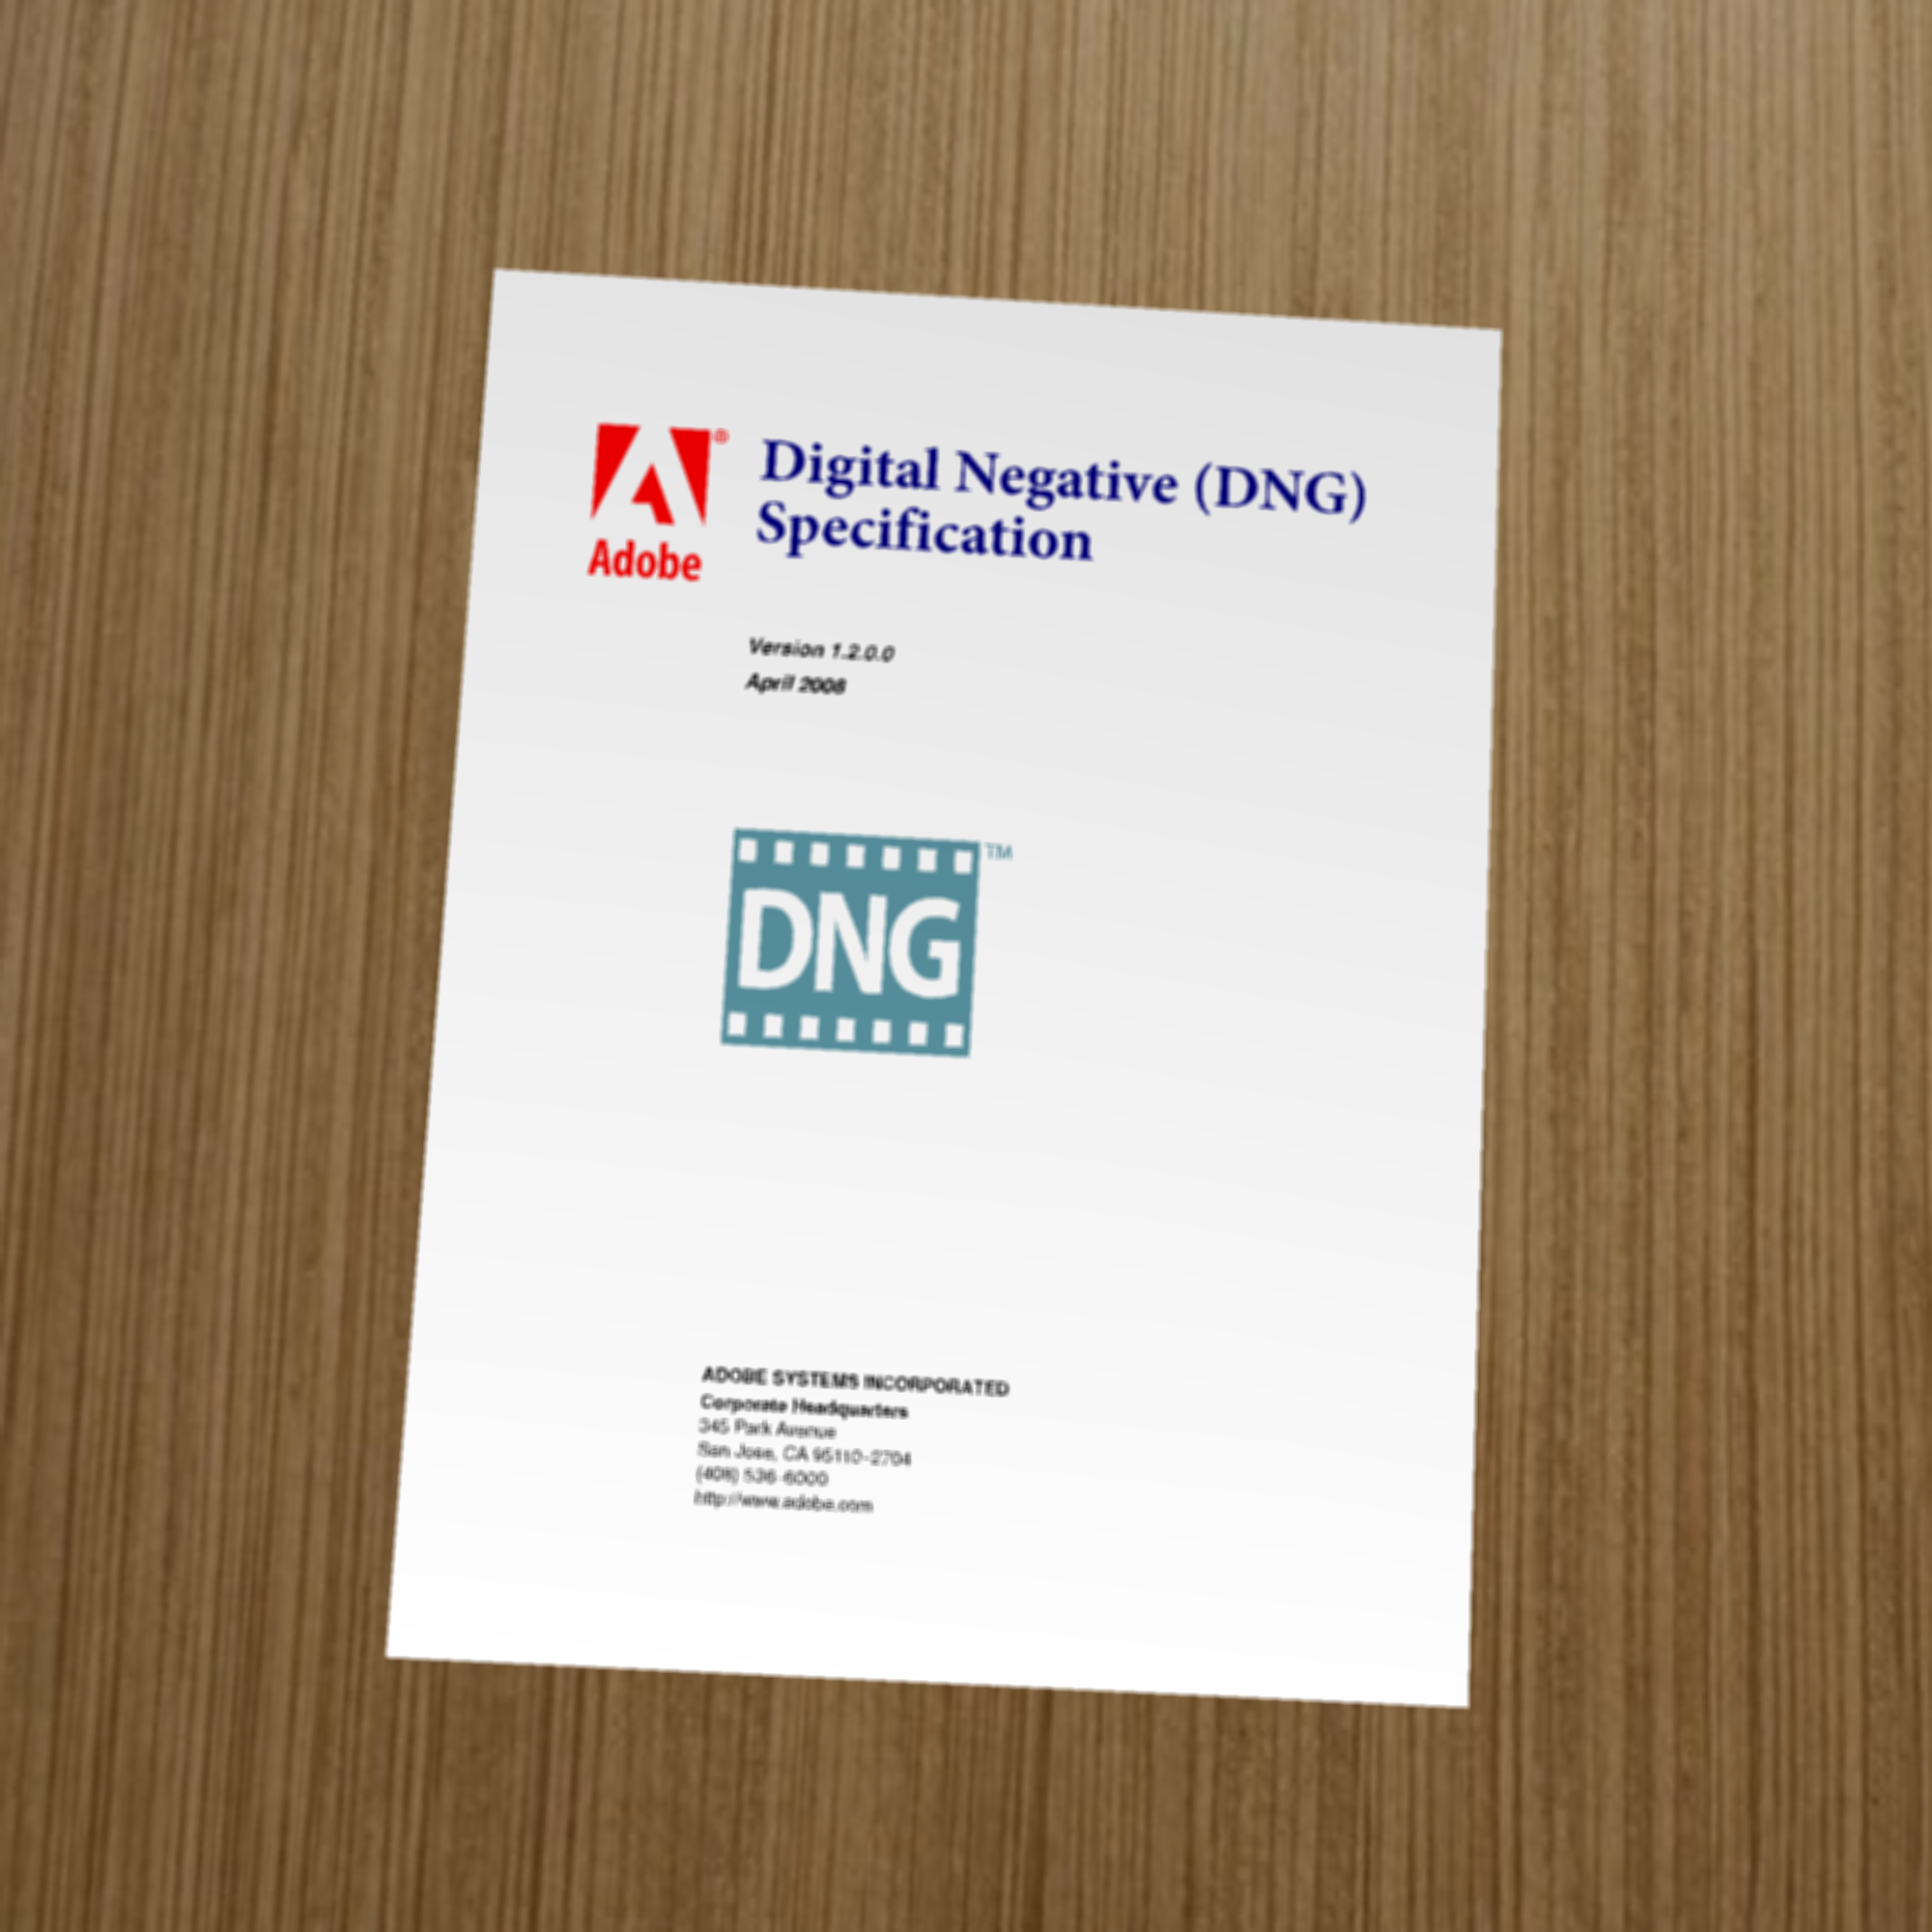 Adobe®
Digital Negative (DNG)
Specification
Version 1.2.0.0
April 2008
DNG™
ADOBE SYSTEMS INCORPORATED
Corporate Headquarters
345 Park Avenue
San Jose, CA 95110-2704
(408) 536-6000
http://www.adobe.com